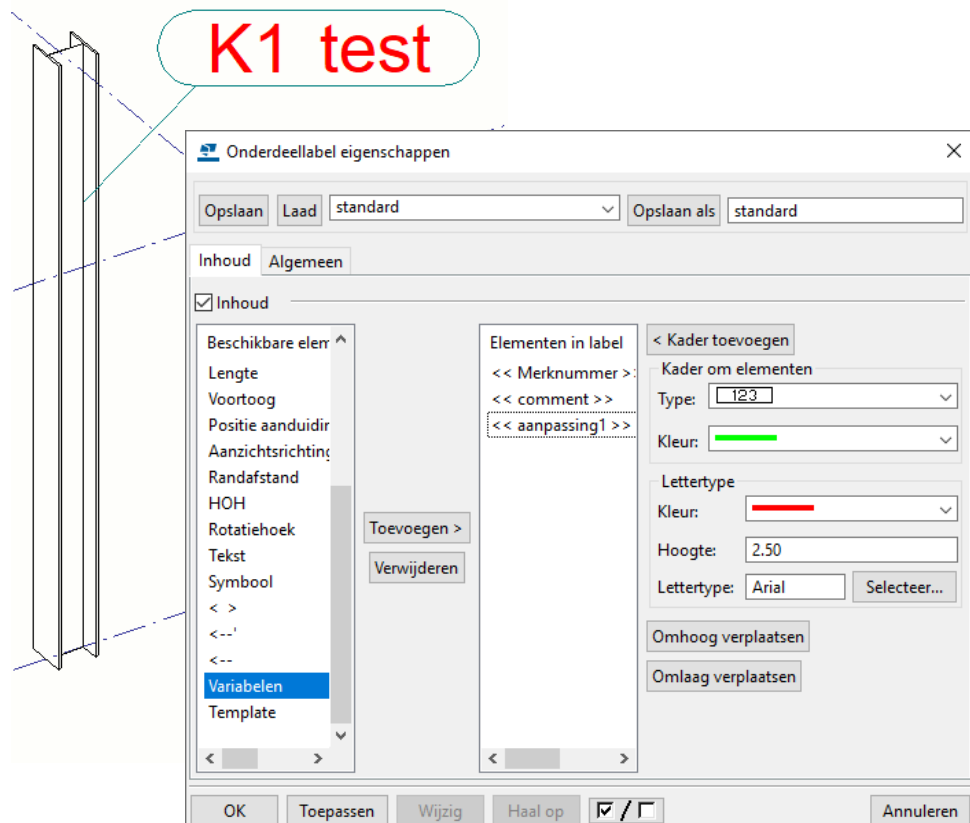 K1 test
Onderdeellabel eigenschappen
Opslaan Laad standard Opslaan als standard
Inhoud Algemeen
Inhoud
Beschikbare elem
Lengte
Voortoog
Positie aanduidin
Aanzichtsrichting
Randafstand
HOH
Rotatiehoek
Tekst
Symbool
< >
<--'
<--
Variabelen
Template
Toevoegen >
Verwijderen
Elementen in label
<< Merknummer >>
<< comment >>
<< aanpassing1 >>
< Kader toevoegen
Kader om elementen
Type: 123
Kleur:
Lettertype
Kleur:
Hoogte: 2.50
Lettertype: Arial Selecteer...
Omhoog verplaatsen
Omlaag verplaatsen
OK Toepassen Wijzig Haal op / Annuleren